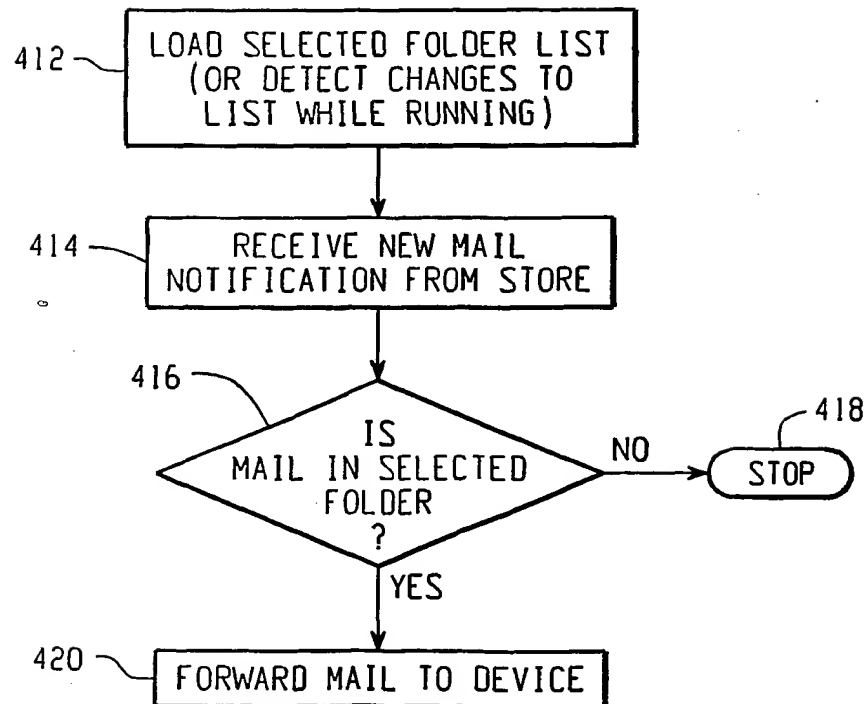 412
LOAD SELECTED FOLDER LIST
(OR DETECT CHANGES TO
LIST WHILE RUNNING)
414
RECEIVE NEW MAIL
NOTIFICATION FROM STORE
416
IS
MAIL IN SELECTED
FOLDER
?
NO
418
STOP
YES
420
FORWARD MAIL TO DEVICE